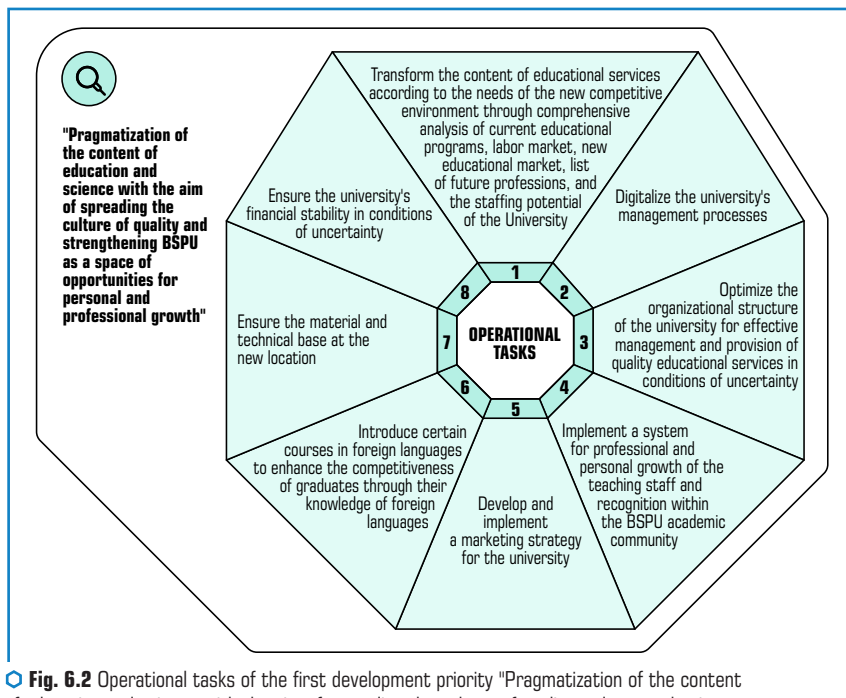 "Pragmatization of
the content of
education and
science with the aim
of spreading the
culture of quality and
strengthening BSPU
as a space of
opportunities for
personal and
professional growth"
Transform the content of educational services
according to the needs of the new competitive
environment through comprehensive
analysis of current educational
programs, labor market, new
educational market, list
of future professions, and
the staffing potential
of the University
Digitalize the university's
management processes
Optimize the
organizational structure
of the university for effective
management and provision of
quality educational services in
conditions of uncertainty
Implement a system
for professional and
personal growth of the
teaching staff and
recognition within
the BSPU academic
community
Develop and
implement
a marketing strategy
for the university
Introduce certain
courses in foreign languages
to enhance the competitiveness
of graduates through their
knowledge of foreign
languages
Ensure the material and
technical base at the
new location
Ensure the university's
financial stability in conditions
of uncertainty
1
2
3
4
5
6
7
8
OPERATIONAL
TASKS
Fig. 6.2 Operational tasks of the first development priority "Pragmatization of the content